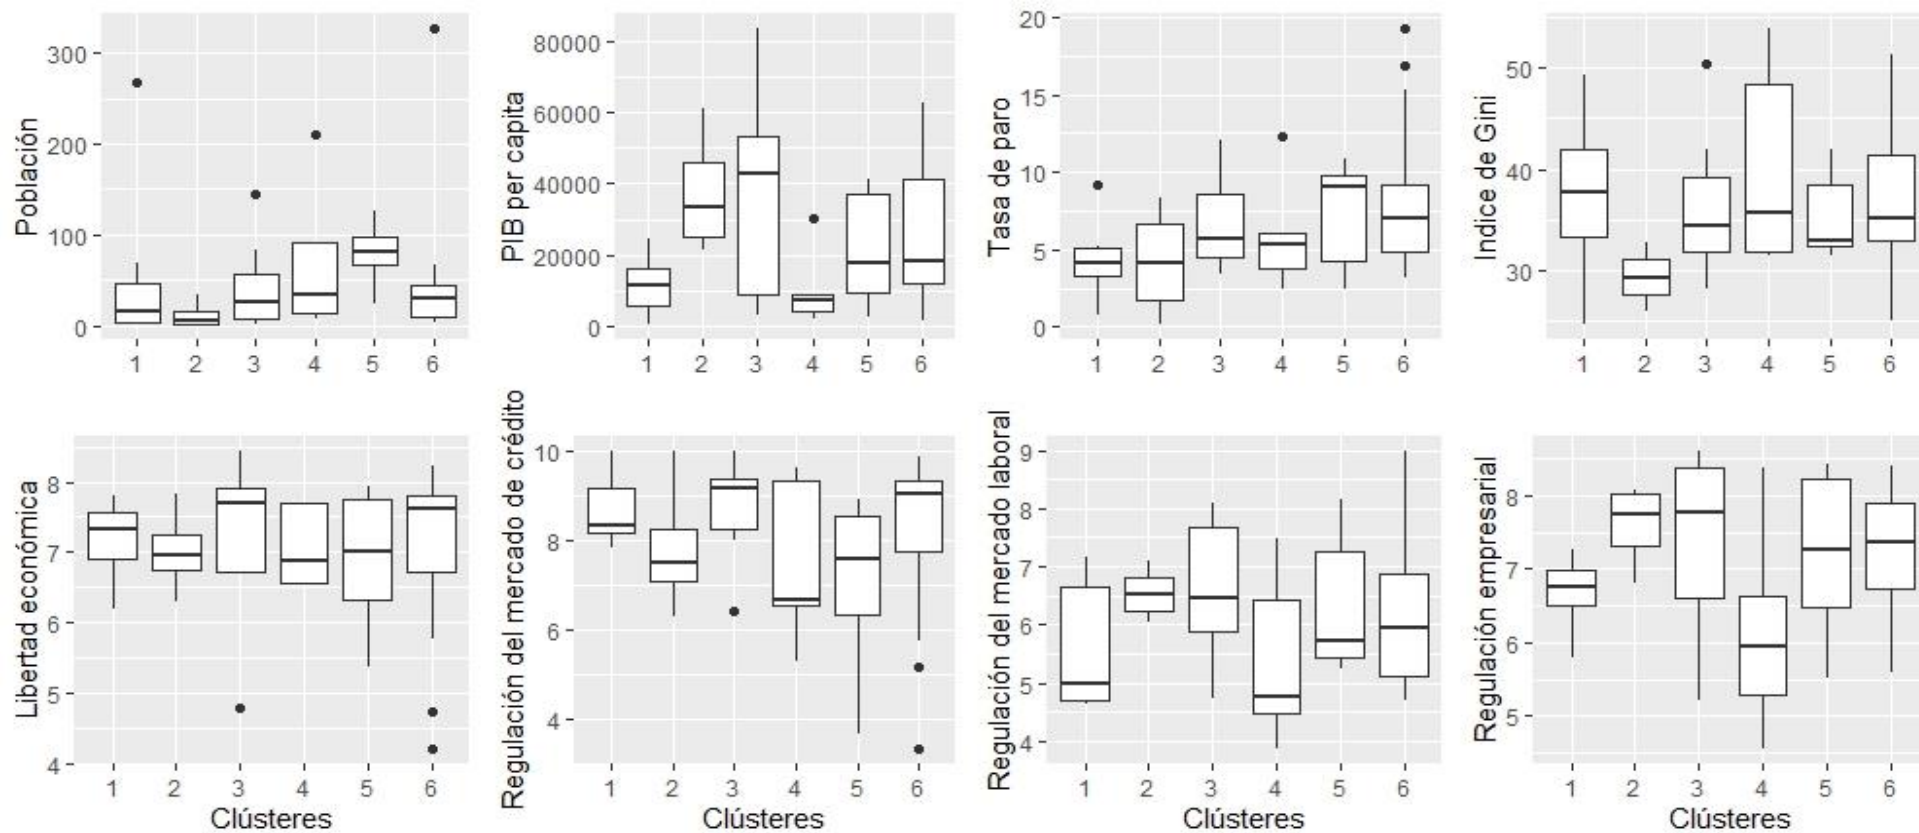 Población
300
200
100
0
1 2 3 4 5 6
PIB per capita
80000
60000
40000
20000
0
1 2 3 4 5 6
Tasa de paro
20
15
10
5
0
1 2 3 4 5 6
Indice de Gini
50
40
30
1 2 3 4 5 6
Libertad económica
8
7
6
5
4
1 2 3 4 5 6
Clústeres
Regulación del mercado de crédito
10
8
6
4
1 2 3 4 5 6
Clústeres
Regulación del mercado laboral
9
8
7
6
5
4
1 2 3 4 5 6
Clústeres
Regulación empresarial
8
7
6
5
1 2 3 4 5 6
Clústeres